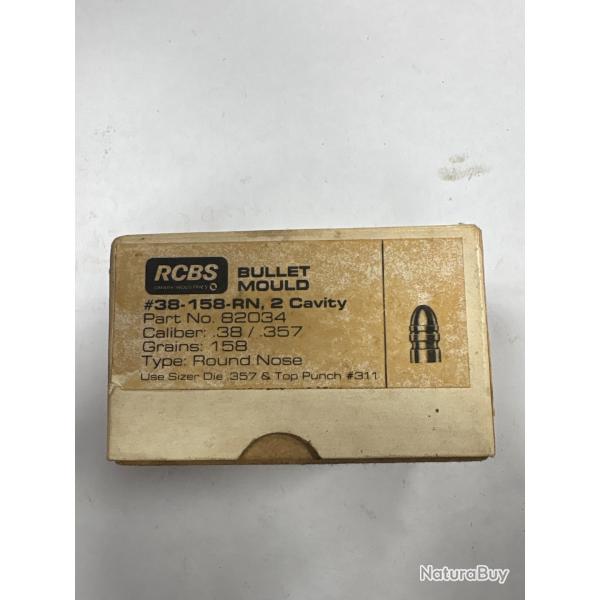 RCBS
OMARK INDUSTRIES
BULLET
MOULD
#38-158-RN, 2 Cavity
Part No. 82034
Caliber: .38 / .357
Grains: 158
Type: Round Nose
Use Sizer Die .357 & Top Punch #311
NaturaBuy